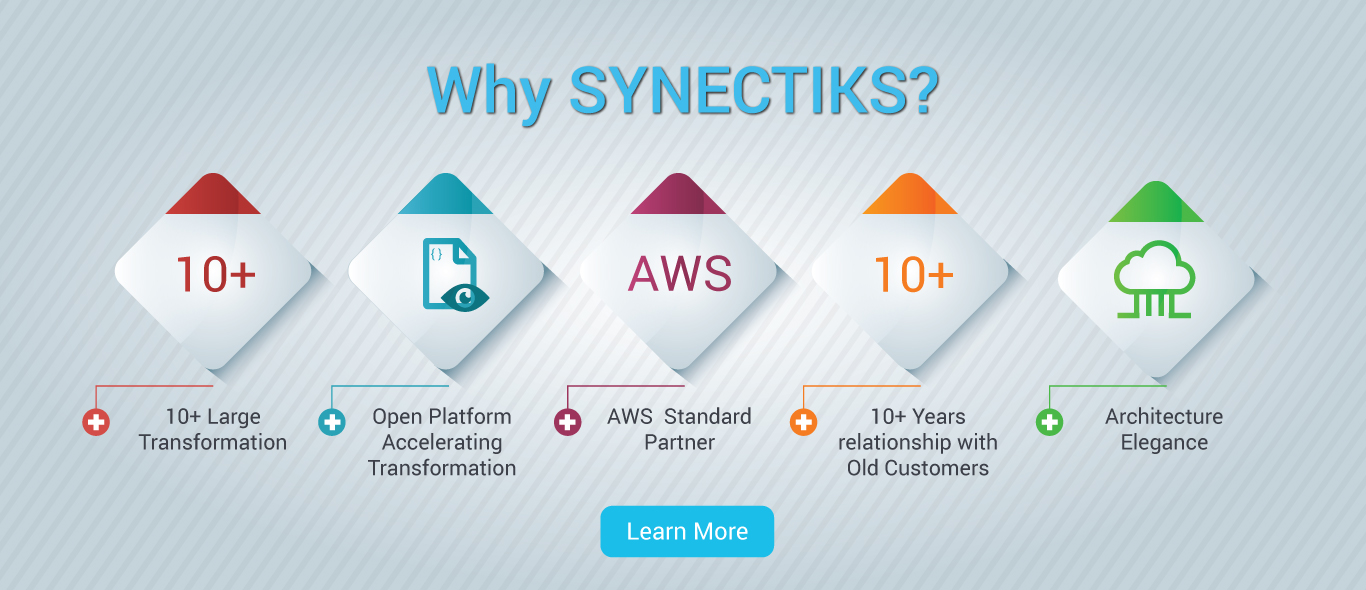 Why SYNECTIKS?
10+
{}
AWS
10+
10+ Large
Transformation
Open Platform
Accelerating
Transformation
AWS  Standard
Partner
10+ Years
relationship with
Old Customers
Architecture
Elegance
Learn More